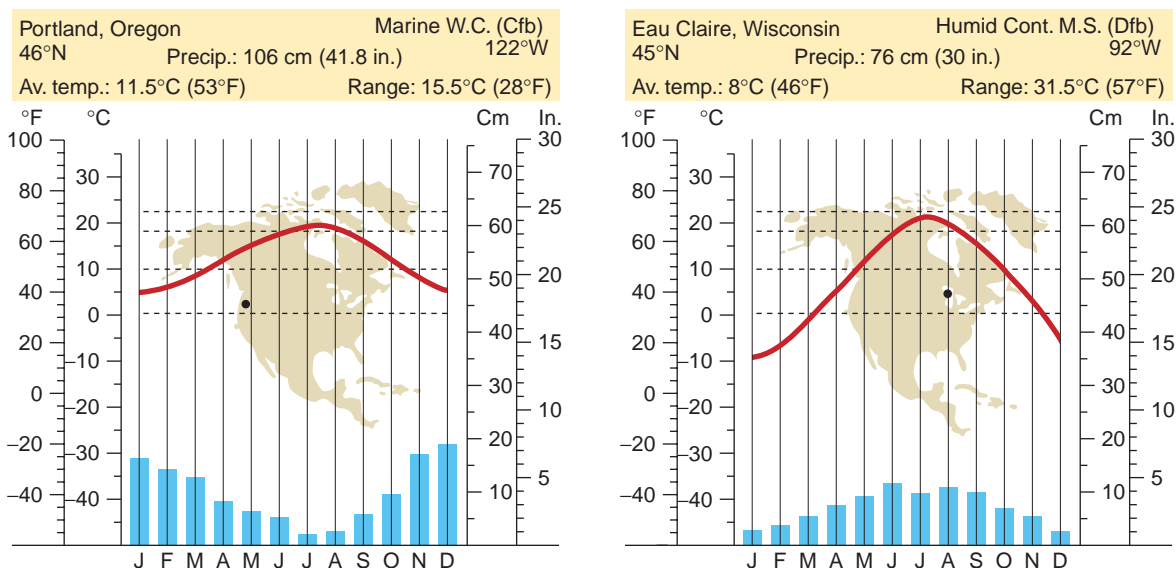 Portland, Oregon Marine W.C. (Cfb)
46°N Precip.: 106 cm (41.8 in.) 122°W
Av. temp.: 11.5°C (53°F) Range: 15.5°C (28°F)
°F °C Cm In.
100 30
30 70
80 25
20 60
60
10 50 20
40
0 40
20 15
–10
0 30
–20 10
–20 –30 20
5
–40 –40 10
J F M A M J J A S O N D
Eau Claire, Wisconsin Humid Cont. M.S. (Dfb)
45°N Precip.: 76 cm (30 in.) 92°W
Av. temp.: 8°C (46°F) Range: 31.5°C (57°F)
°F °C Cm In.
100 30
30 70
80 25
20 60
60
10 50 20
40
0 40
20 15
–10
0 30
–20 10
–20 –30 20
5
–40 –40 10
J F M A M J J A S O N D